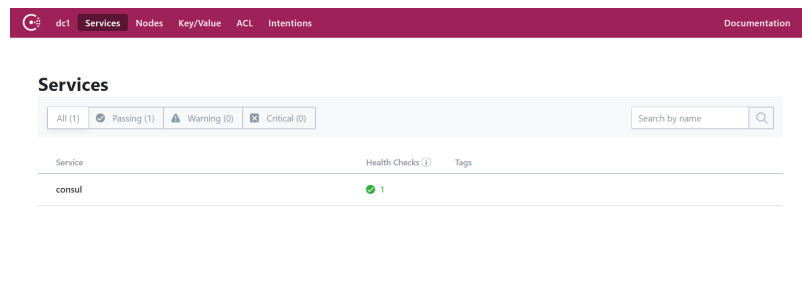 dc1 Services Nodes Key/Value ACL Intentions Documentation
Services
All (1) Passing (1) Warning (0) Critical (0) Search by name
Service Health Checks Tags
consul 1